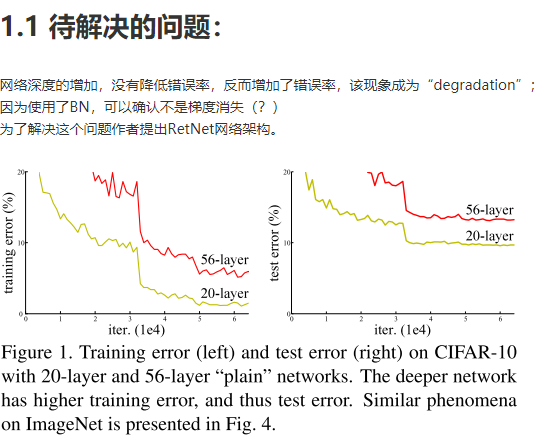 1.1 待解决的问题：
网络深度的增加，没有降低错误率，反而增加了错误率，该现象成为“degradation”；
因为使用了BN，可以确认不是梯度消失（？）
为了解决这个问题作者提出RetNet网络架构。
20
10
0
training error (%)
56-layer
20-layer
0 1 2 3 4 5 6
iter. (1e4)
20
10
0
test error (%)
56-layer
20-layer
0 1 2 3 4 5 6
iter. (1e4)
Figure 1. Training error (left) and test error (right) on CIFAR-10
with 20-layer and 56-layer “plain” networks. The deeper network
has higher training error, and thus test error. Similar phenomena
on ImageNet is presented in Fig. 4.